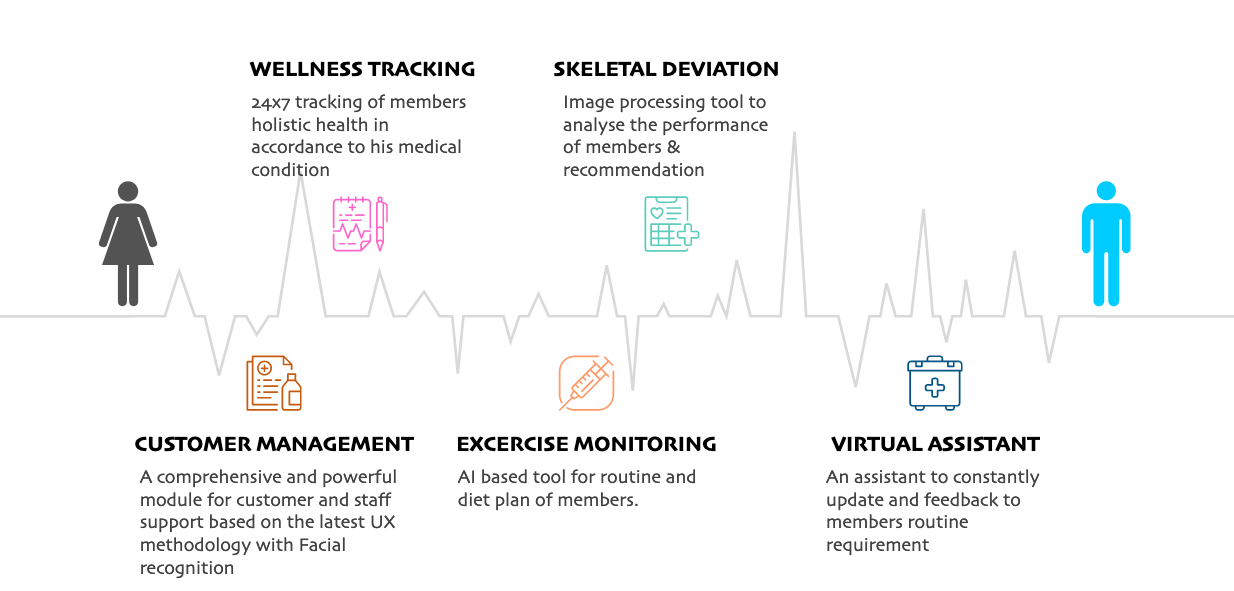 WELLNESS TRACKING
24x7 tracking of members
holistic health in
accordance to his medical
condition
SKELETAL DEVIATION
Image processing tool to
analyse the performance
of members &
recommendation
CUSTOMER MANAGEMENT
A comprehensive and powerful
module for customer and staff
support based on the latest UX
methodology with Facial
recognition
EXCERCISE MONITORING
AI based tool for routine and
diet plan of members.
VIRTUAL ASSISTANT
An assistant to constantly
update and feedback to
members routine
requirement